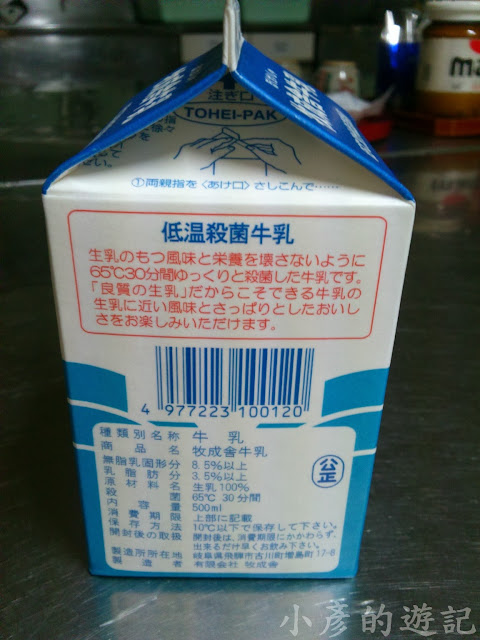 注ぎ口
TOHEI-PAK
①両親指を〈あけ口〉さしこんで……
低温殺菌牛乳
生乳のもつ風味と栄養を壊さないように
65℃30分間ゆっくりと殺菌した牛乳です。
「良質の生乳」だからこそできる牛乳の
生乳に近い風味とさっぱりとしたおいし
さをお楽しみいただけます。
4 977223 100120
種類別名称 牛乳
商品名 牧成舎牛乳
無脂乳固形分 8.5%以上
乳脂肪分 3.5%以上
原材料名 生乳100%
殺菌 65℃ 30分間
内容量 500ml
消費期限 上部に記載
保存方法 10℃以下で保存して下さい。
開封後の取扱 開封後は、消費期限にかかわらず、
出来るだけ早くお飲み下さい。
製造所所在地 岐阜県飛騨市古川町増島町17-8
製造者 有限会社 牧成舎
公正
ma
小彥的遊記